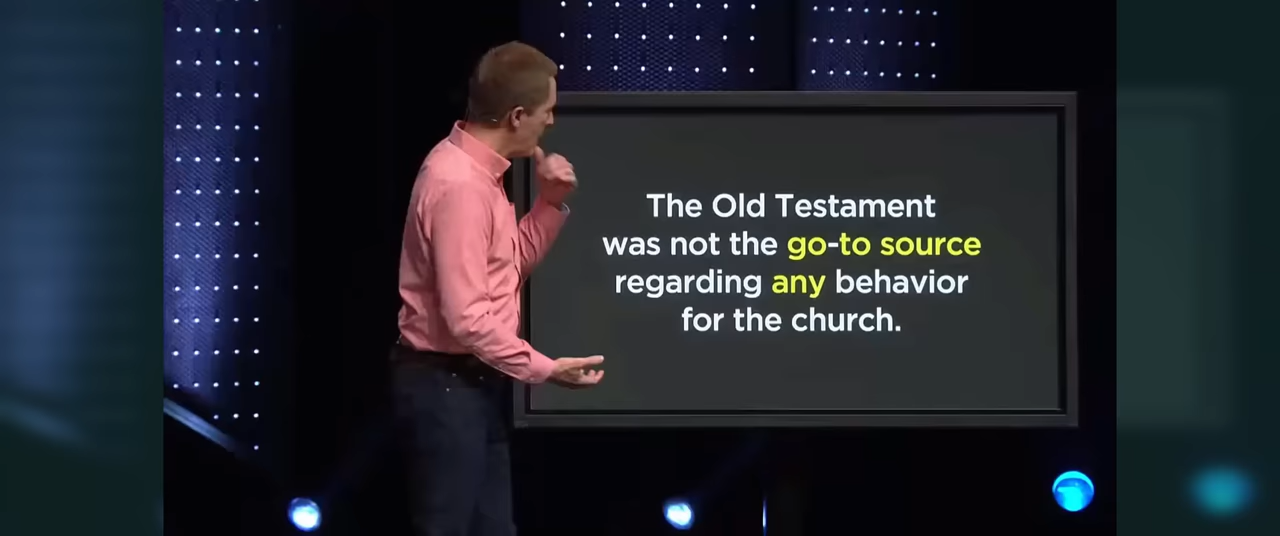 The Old Testament
was not the go-to source
regarding any behavior
for the church.